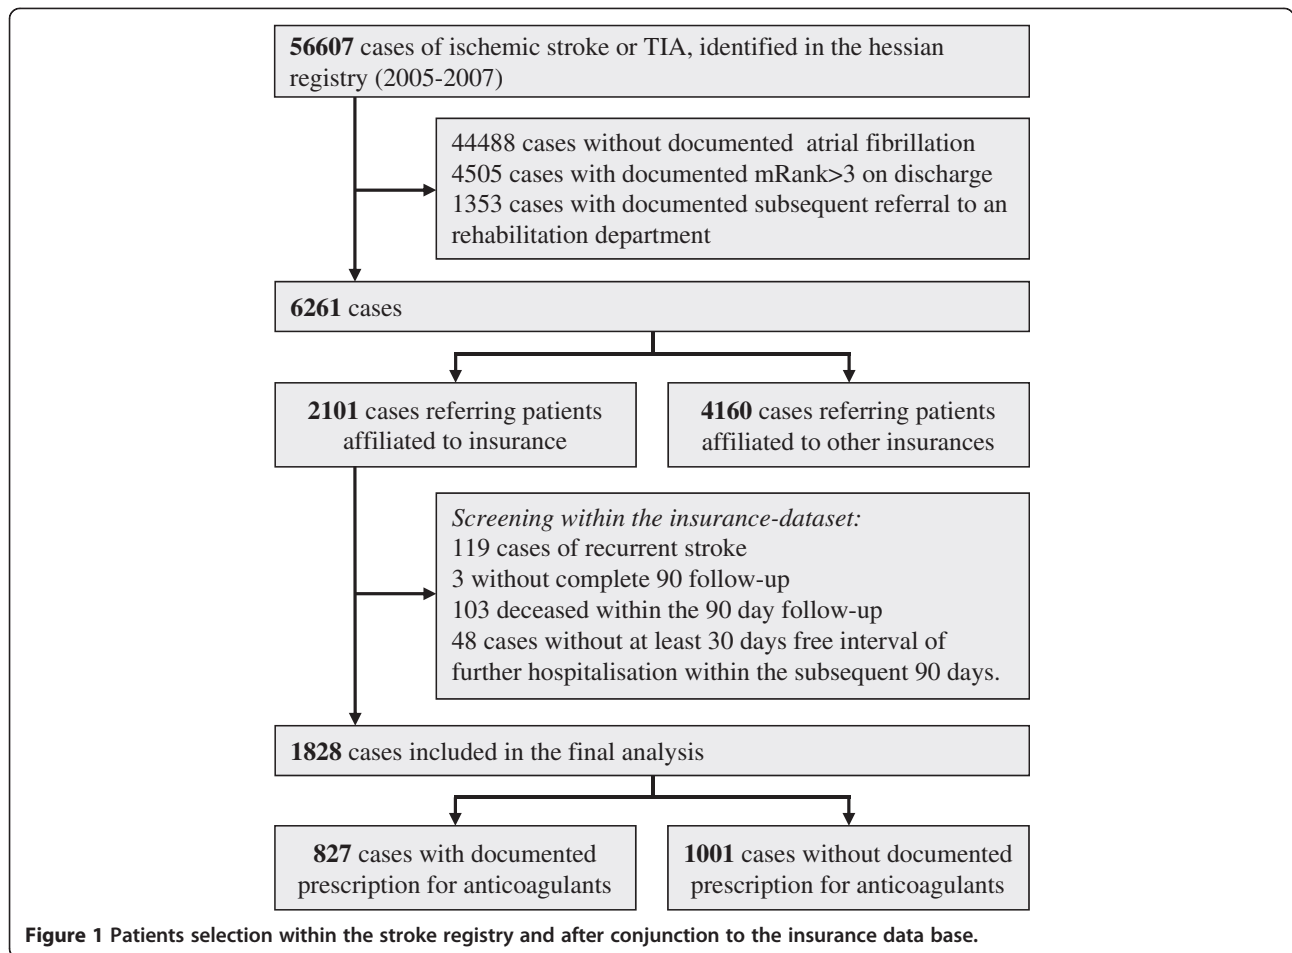 56607 cases of ischemic stroke or TIA, identified in the hessian
registry (2005-2007)
44488 cases without documented atrial fibrillation
4505 cases with documented mRank>3 on discharge
1353 cases with documented subsequent referral to an
rehabilitation department
6261 cases
2101 cases referring patients
affiliated to insurance
4160 cases referring patients
affiliated to other insurances
Screening within the insurance-dataset:
119 cases of recurrent stroke
3 without complete 90 follow-up
103 deceased within the 90 day follow-up
48 cases without at least 30 days free interval of
further hospitalisation within the subsequent 90 days.
1828 cases included in the final analysis
827 cases with documented
prescription for anticoagulants
1001 cases without documented
prescription for anticoagulants
Figure 1 Patients selection within the stroke registry and after conjunction to the insurance data base.